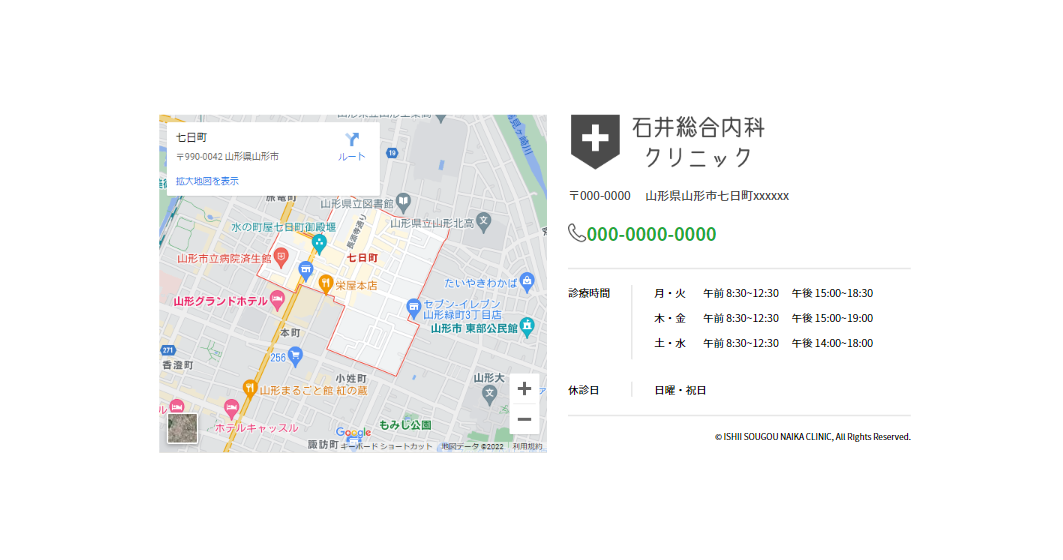 七日町
〒990-0042 山形県山形市
ルート
拡大地図を表示
19
山形県立図書館
山形県立山形北高
水の町屋七日町御殿堰
長源寺通り
山形市立病院済生館
七日町
たいやきわかば
栄屋本店
山形グランドホテル
セブン-イレブン
山形緑町3丁目店
山形市 東部公民館
本町
271
256
香澄町
小姓町
山形大
山形まるごと館 紅の蔵
ホテルキャッスル
もみじ公園
Google
諏訪町
キーボード ショートカット
地図データ ©2022
利用規約
石井総合内科
クリニック
〒000-0000 山形県山形市七日町xxxxxx
000-0000-0000
診療時間 月・火 午前 8:30~12:30 午後 15:00~18:30
木・金 午前 8:30~12:30 午後 15:00~19:00
土・水 午前 8:30~12:30 午後 14:00~18:00
休診日 日曜・祝日
© ISHII SOUGOU NAIKA CLINIC, All Rights Reserved.